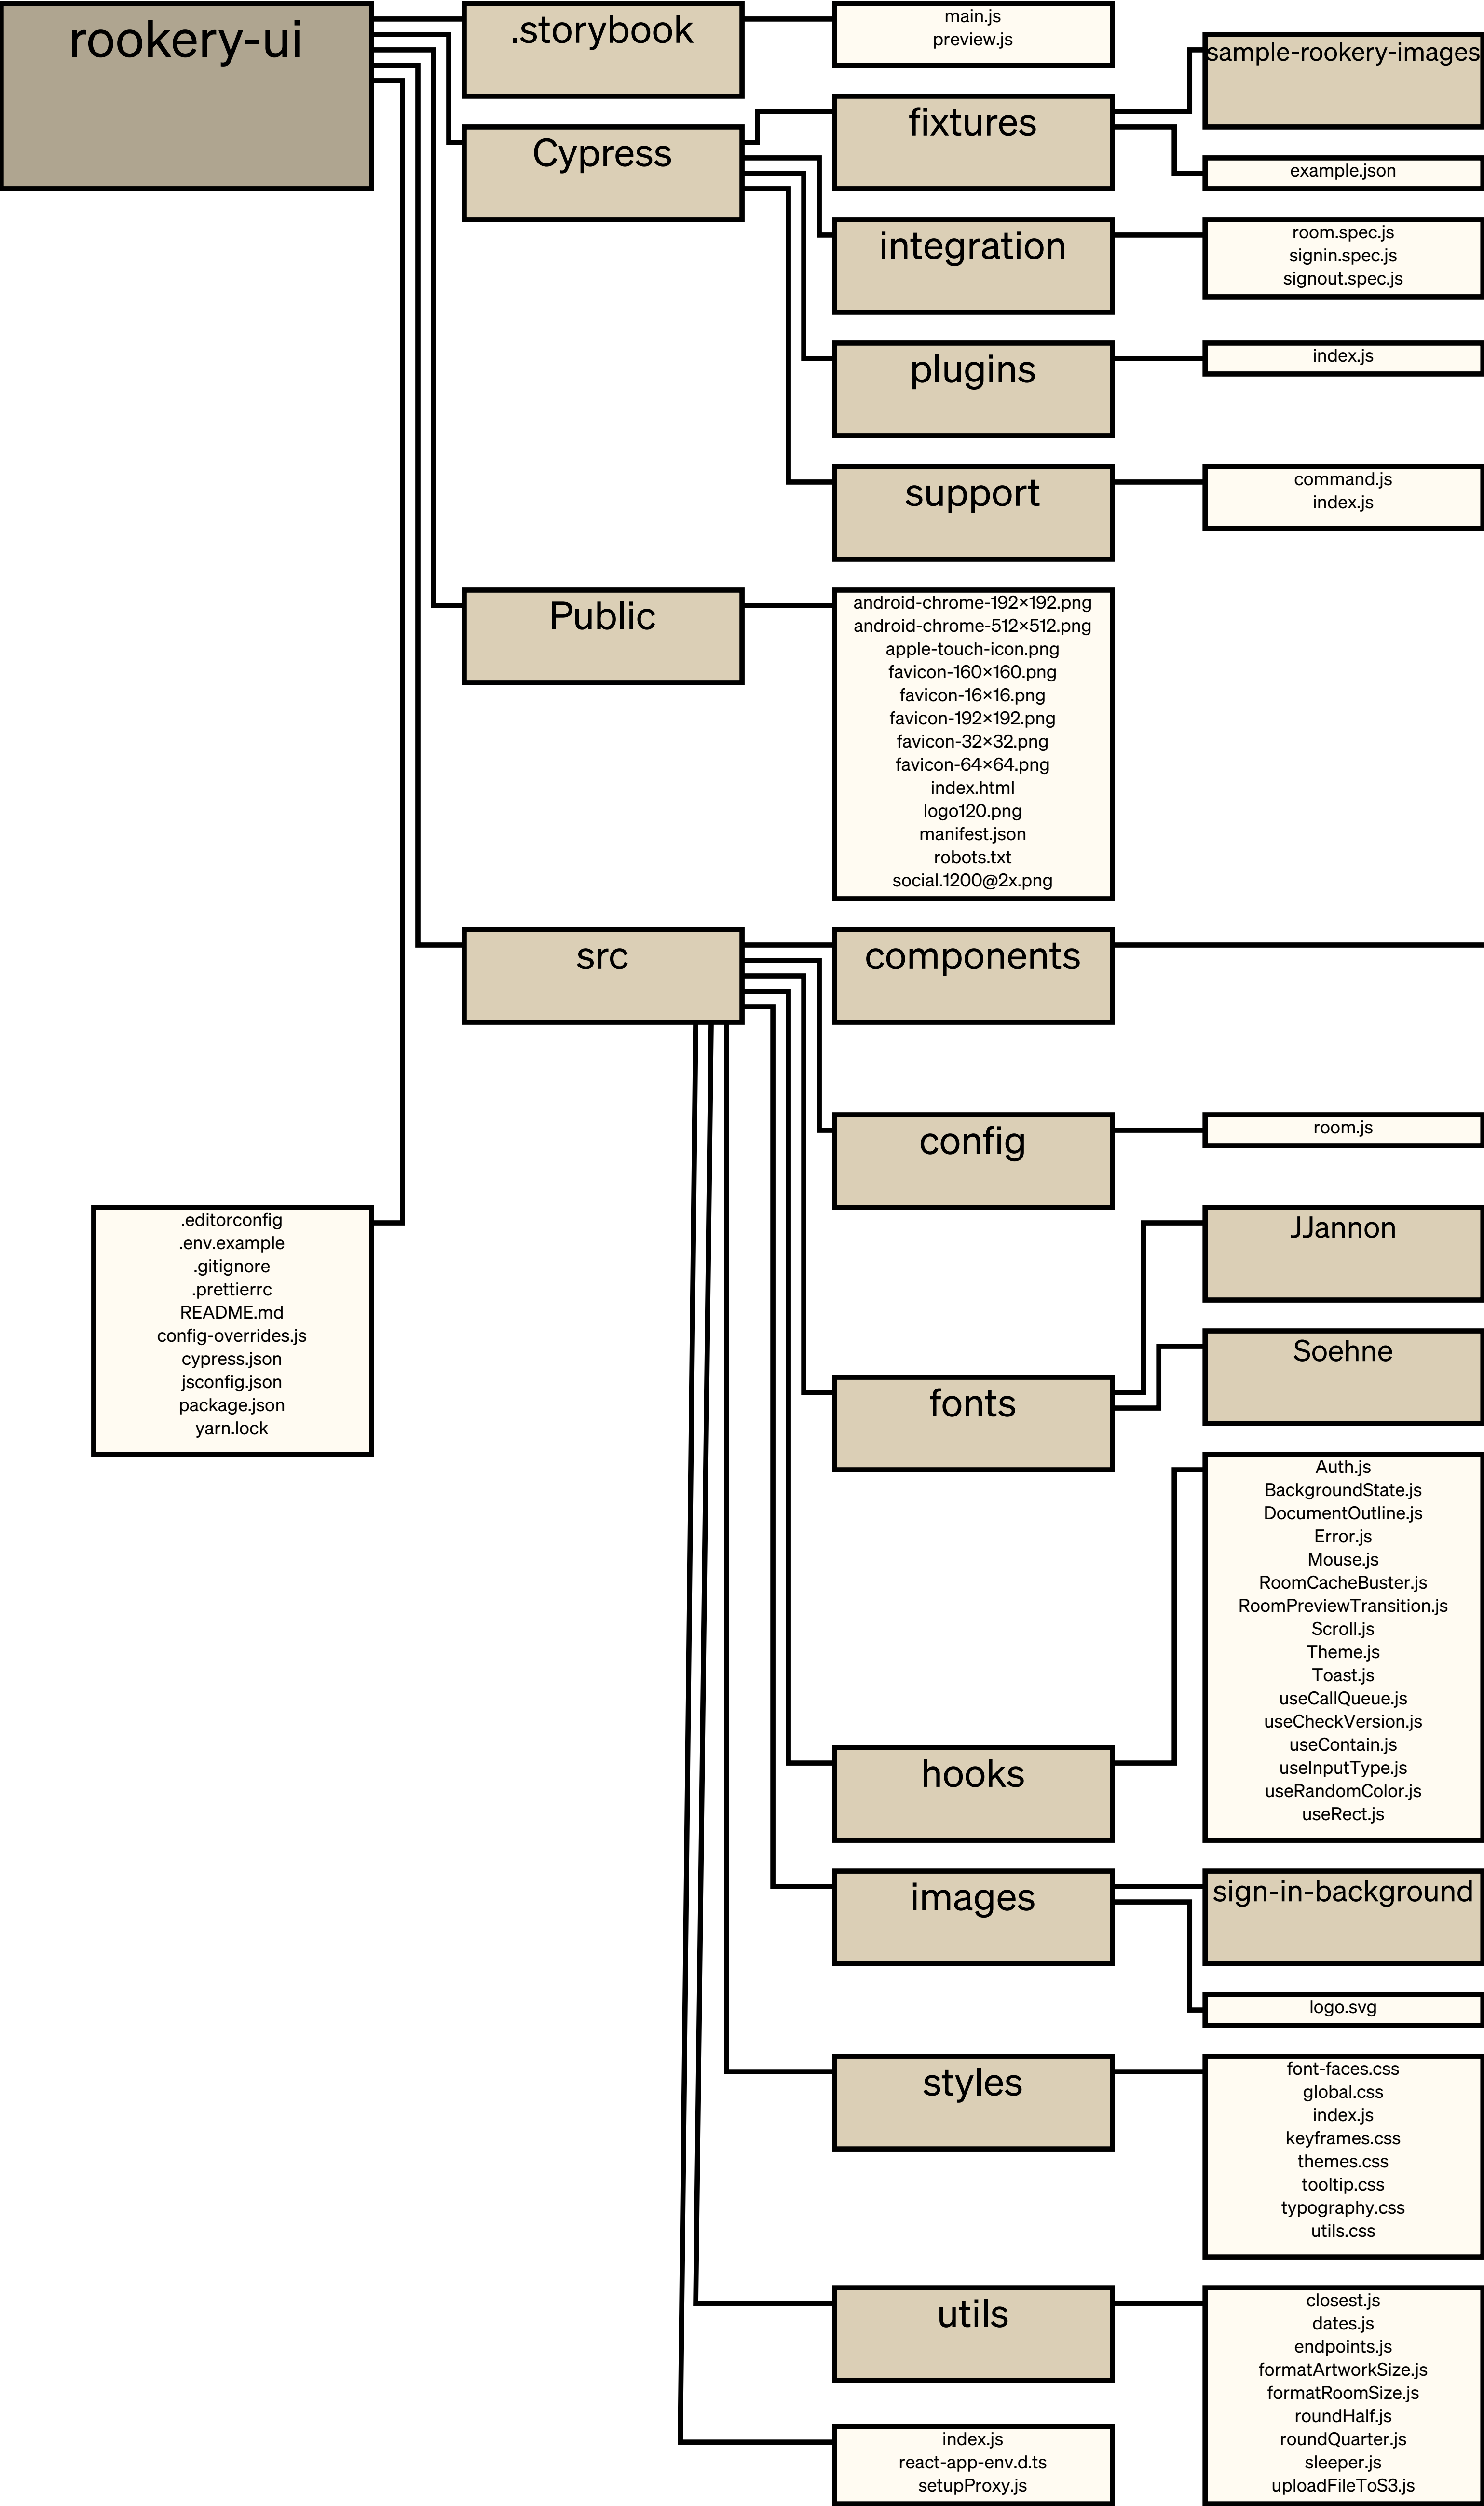 rookery-ui
.storybook
main.js
preview.js
sample-rookery-images
Cypress
fixtures
example.json
integration
room.spec.js
signin.spec.js
signout.spec.js
plugins
index.js
support
command.js
index.js
Public
android-chrome-192×192.png
android-chrome-512×512.png
apple-touch-icon.png
favicon-160×160.png
favicon-16×16.png
favicon-192×192.png
favicon-32×32.png
favicon-64×64.png
index.html
logo120.png
manifest.json
robots.txt
social.1200@2x.png
src
components
config
room.js
.editorconfig
.env.example
.gitignore
.prettierrc
README.md
config-overrides.js
cypress.json
jsconfig.json
package.json
yarn.lock
fonts
JJannon
Soehne
hooks
Auth.js
BackgroundState.js
DocumentOutline.js
Error.js
Mouse.js
RoomCacheBuster.js
RoomPreviewTransition.js
Scroll.js
Theme.js
Toast.js
useCallQueue.js
useCheckVersion.js
useContain.js
useInputType.js
useRandomColor.js
useRect.js
images
sign-in-background
logo.svg
styles
font-faces.css
global.css
index.js
keyframes.css
themes.css
tooltip.css
typography.css
utils.css
utils
closest.js
dates.js
endpoints.js
formatArtworkSize.js
formatRoomSize.js
roundHalf.js
roundQuarter.js
sleeper.js
uploadFileToS3.js
index.js
react-app-env.d.ts
setupProxy.js